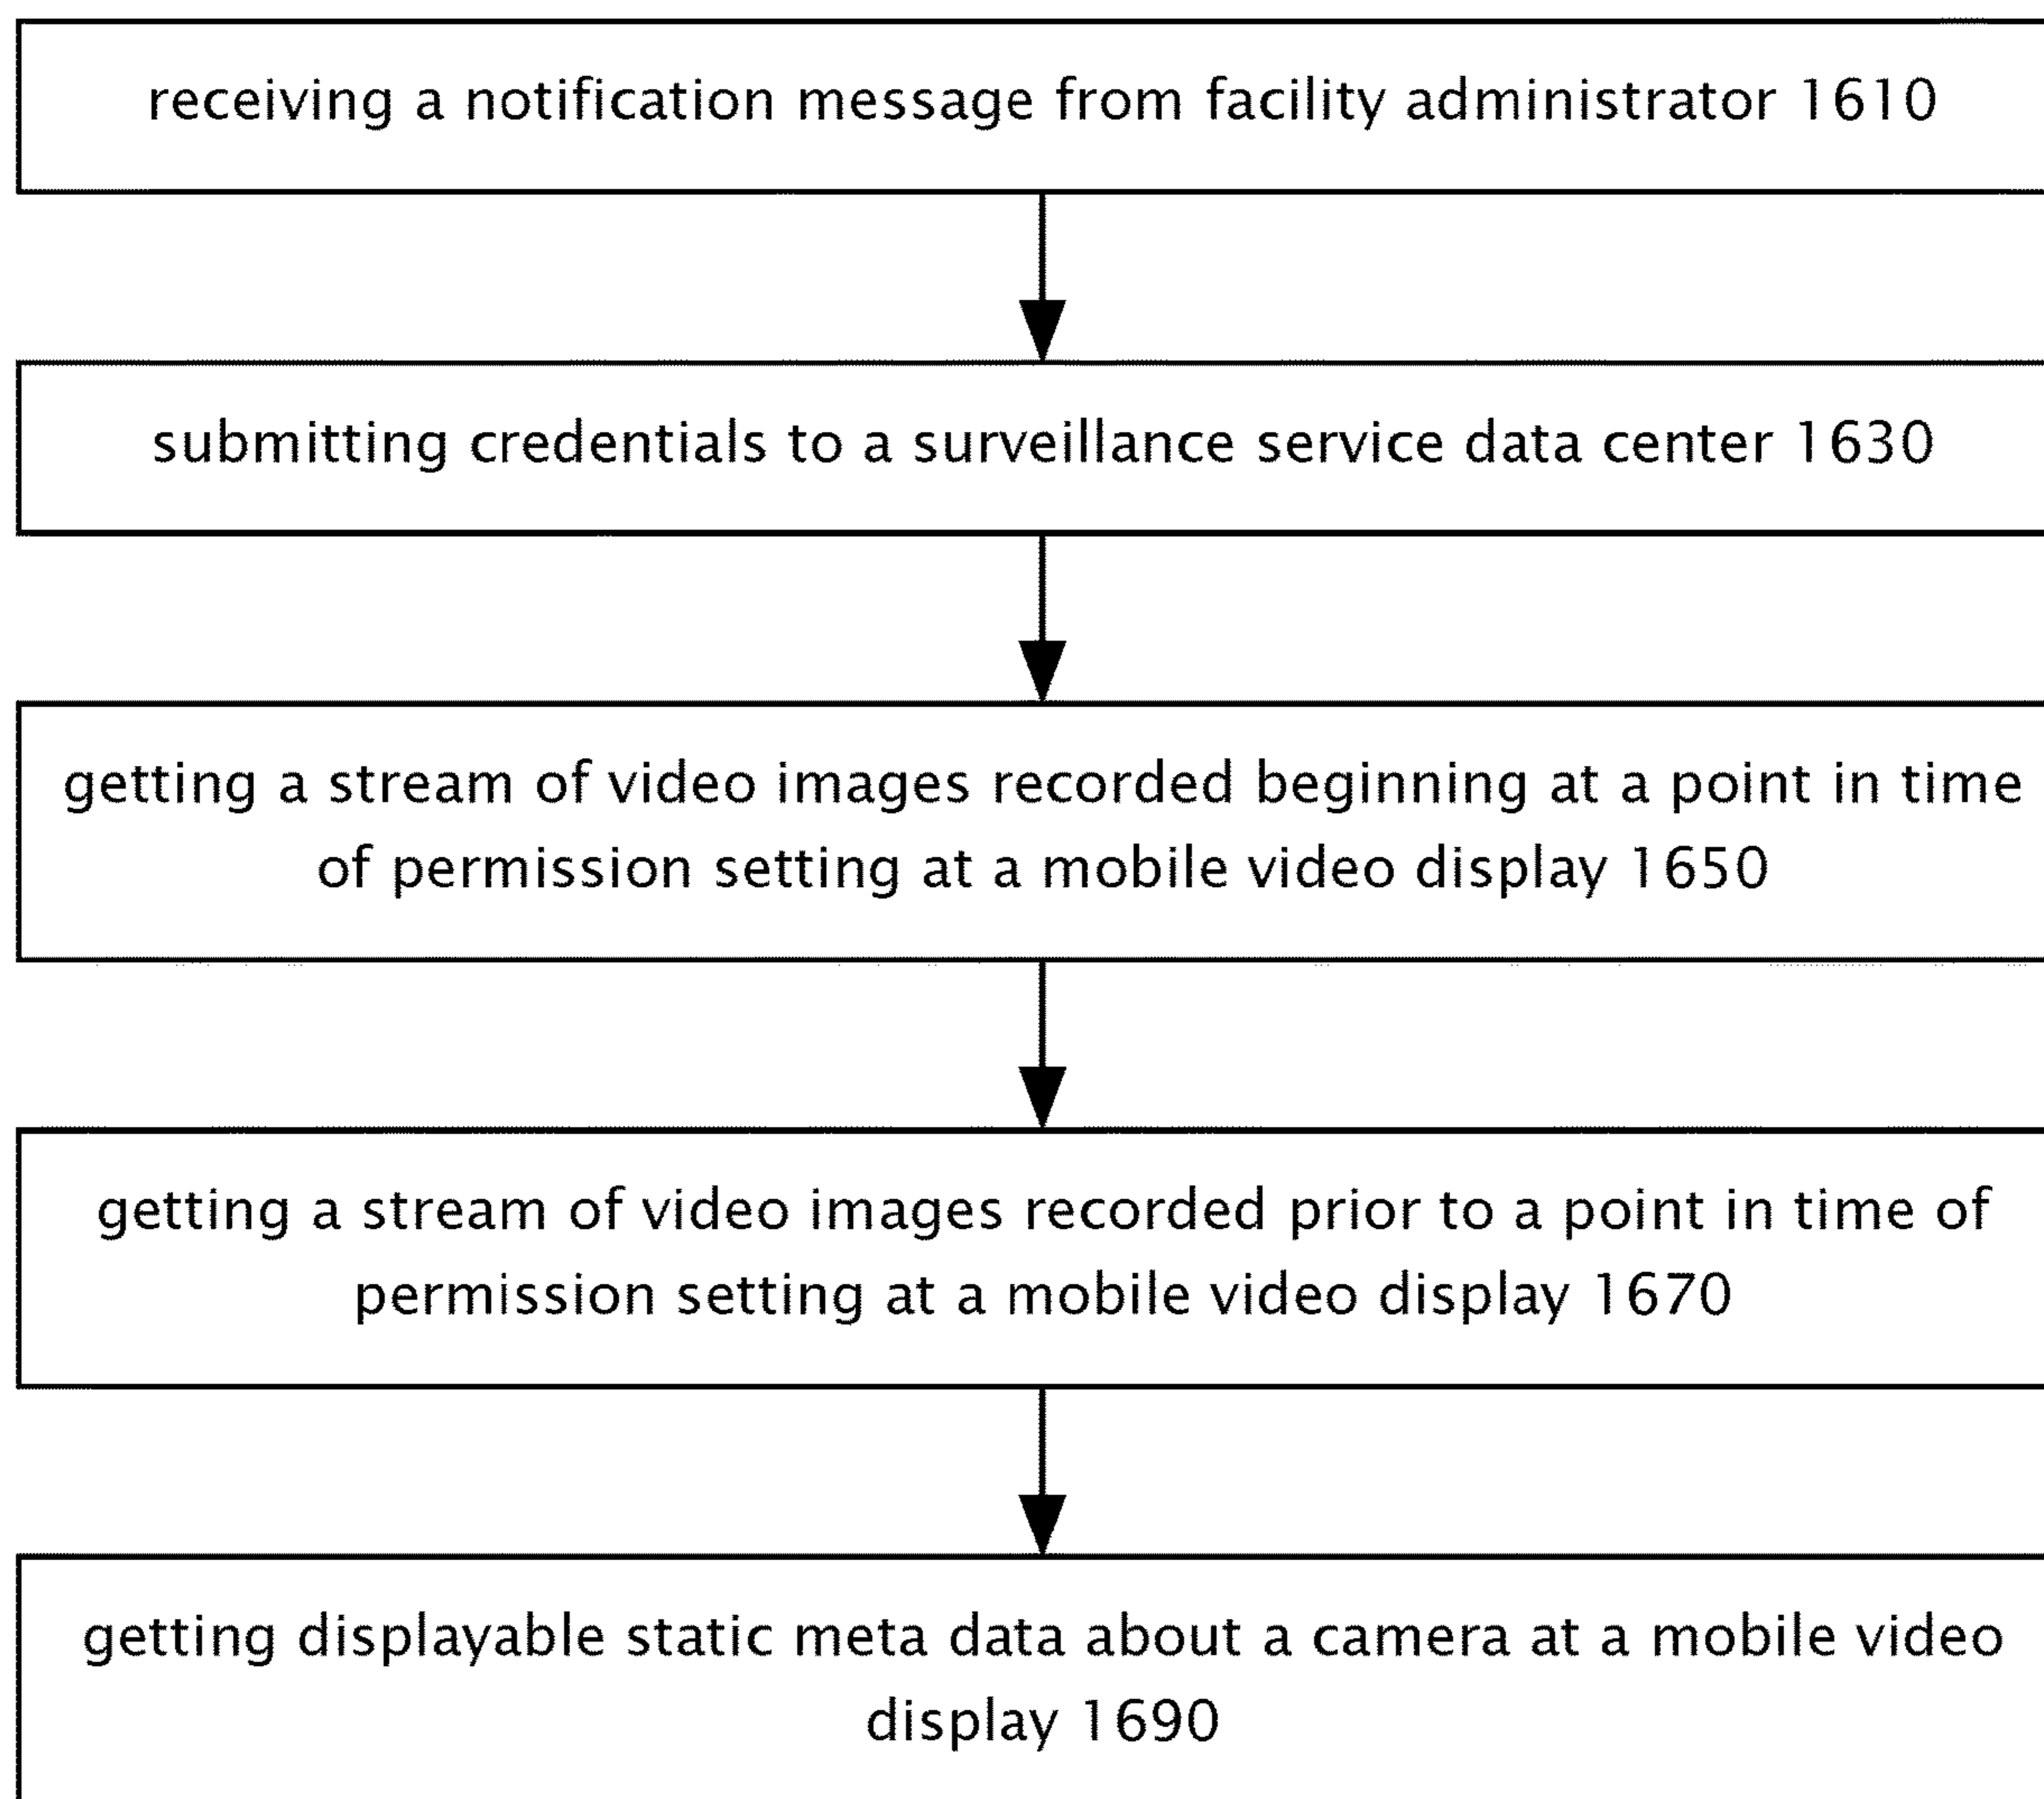 receiving a notification message from facility administrator 1610
submitting credentials to a surveillance service data center 1630
getting a stream of video images recorded beginning at a point in time
of permission setting at a mobile video display 1650
getting a stream of video images recorded prior to a point in time of
permission setting at a mobile video display 1670
getting displayable static meta data about a camera at a mobile video
display 1690